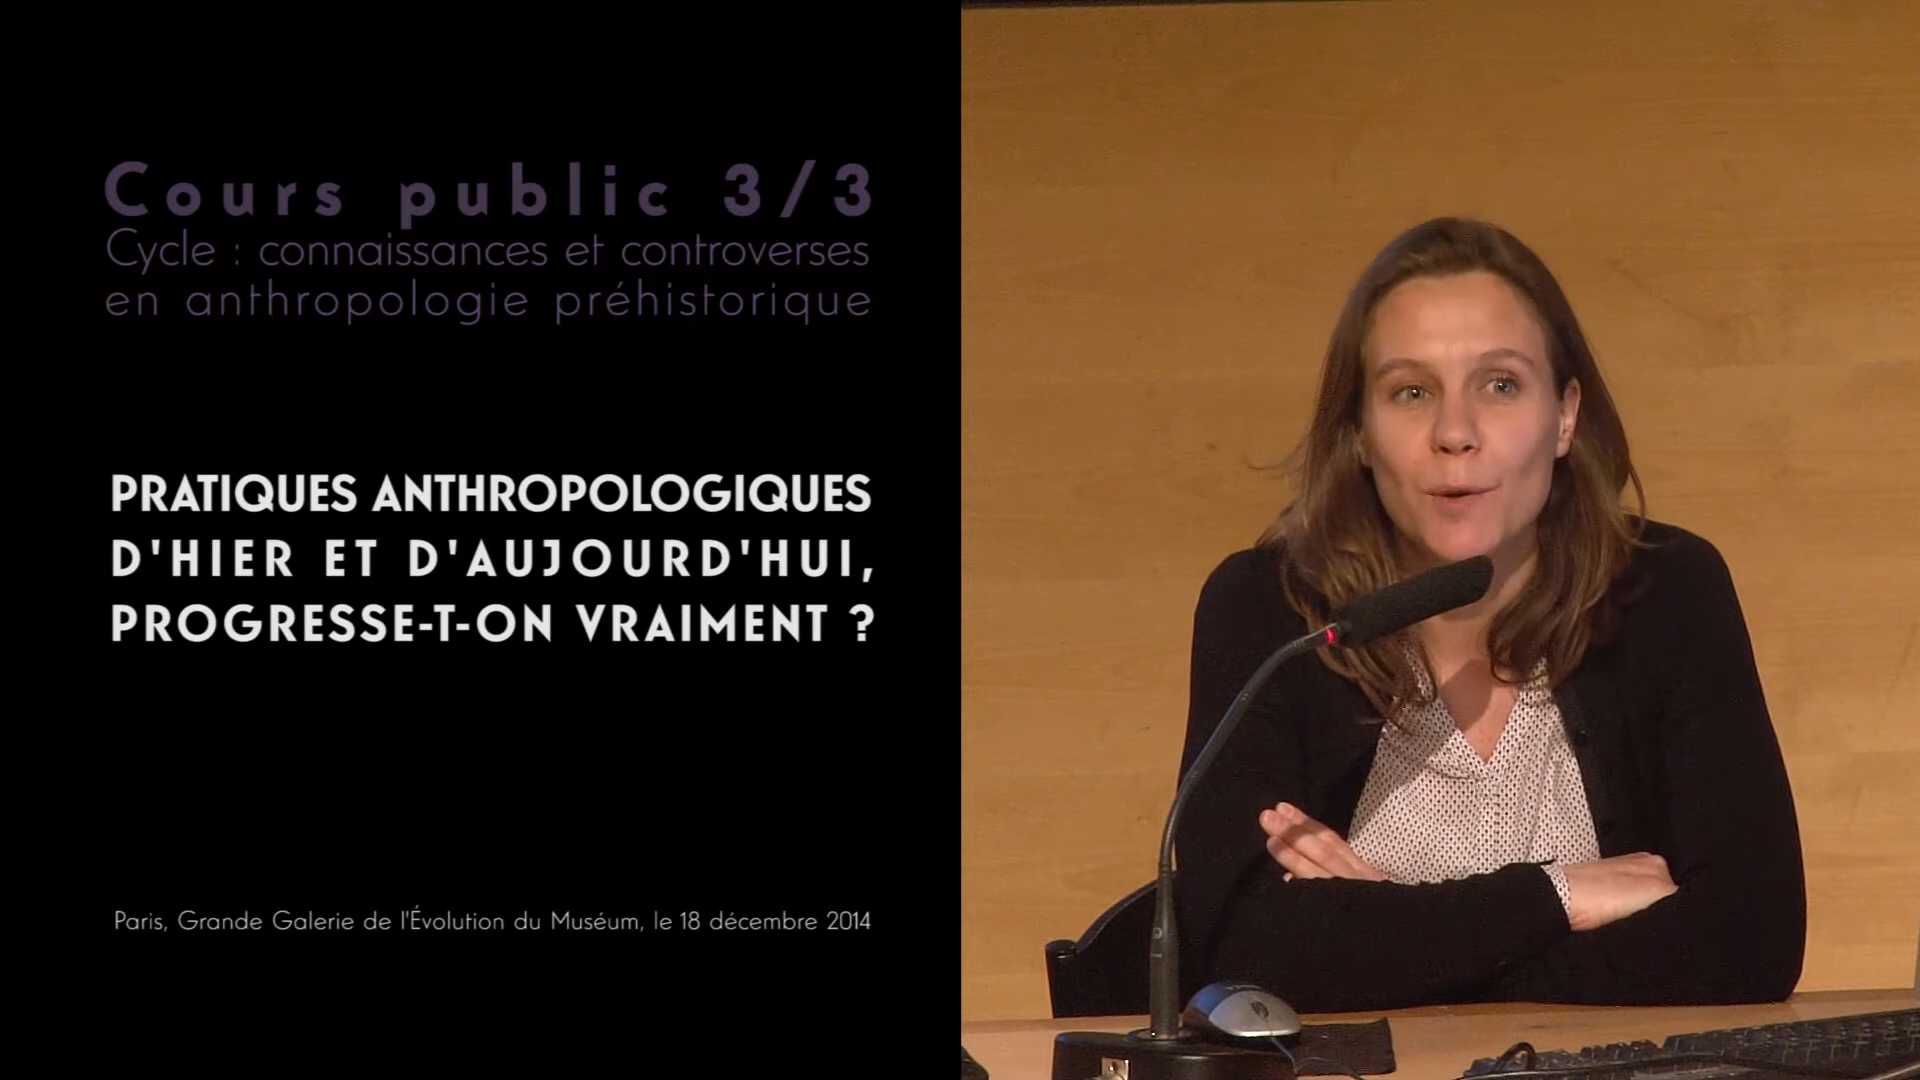 Cours public 3/3
Cycle : connaissances et controverses
en anthropologie préhistorique
PRATIQUES ANTHROPOLOGIQUES
D'HIER ET D'AUJOURD'HUI,
PROGRESSE-T-ON VRAIMENT ?
Paris, Grande Galerie de l'Évolution du Muséum, le 18 décembre 2014